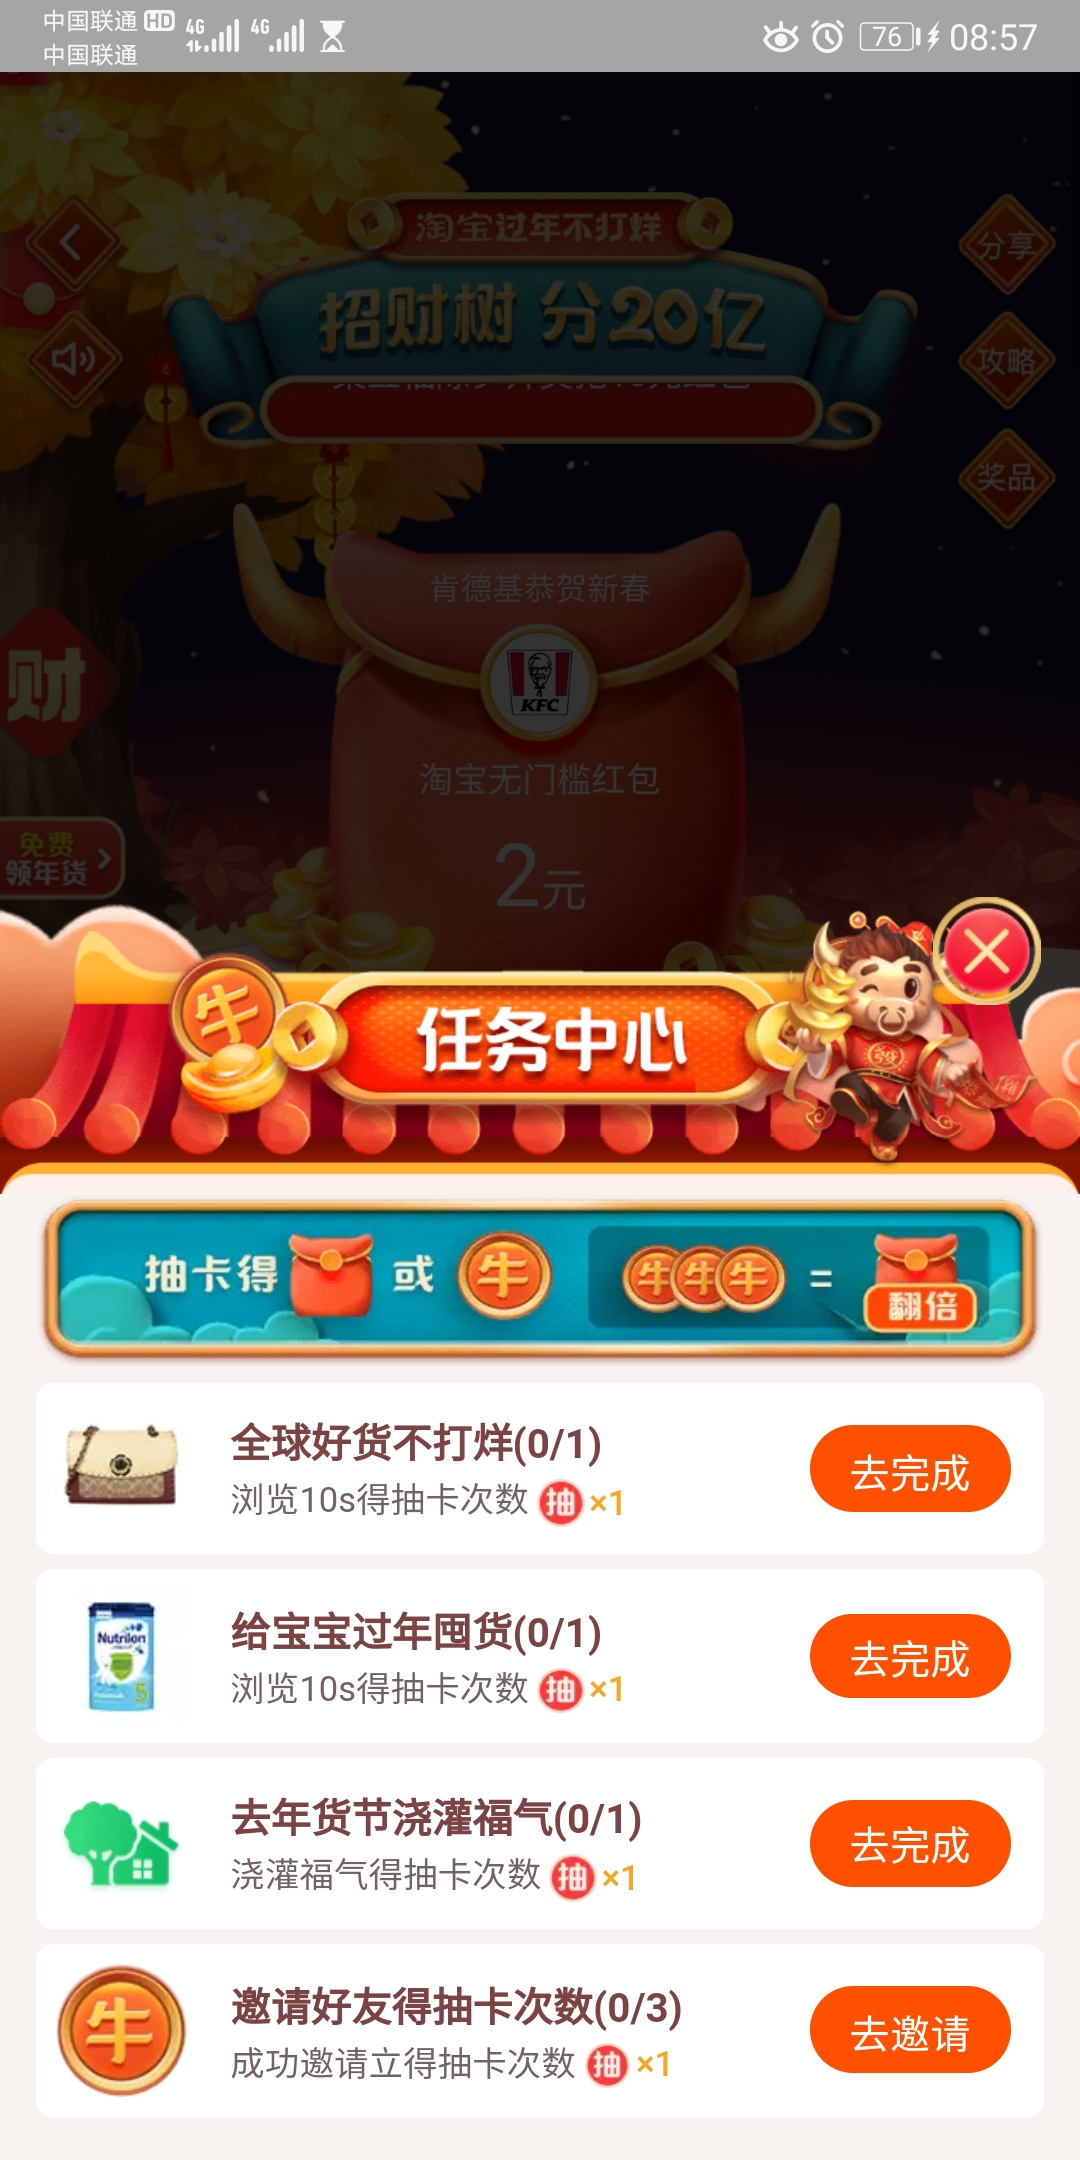 中国联通 HD 4G 4G 76 08:57
中国联通
淘宝过年不打烊
招财树 分20亿
分享
攻略
奖品
肯德基恭贺新春
KFC
财
淘宝无门槛红包
2元
免费
领年货
牛
任务中心
抽卡得 或 牛 牛牛牛 = 翻倍
全球好货不打烊(0/1)
浏览10s得抽卡次数 抽 ×1
去完成
Nutrilon
5
给宝宝过年囤货(0/1)
浏览10s得抽卡次数 抽 ×1
去完成
去年货节浇灌福气(0/1)
浇灌福气得抽卡次数 抽 ×1
去完成
牛
邀请好友得抽卡次数(0/3)
成功邀请立得抽卡次数 抽 ×1
去邀请